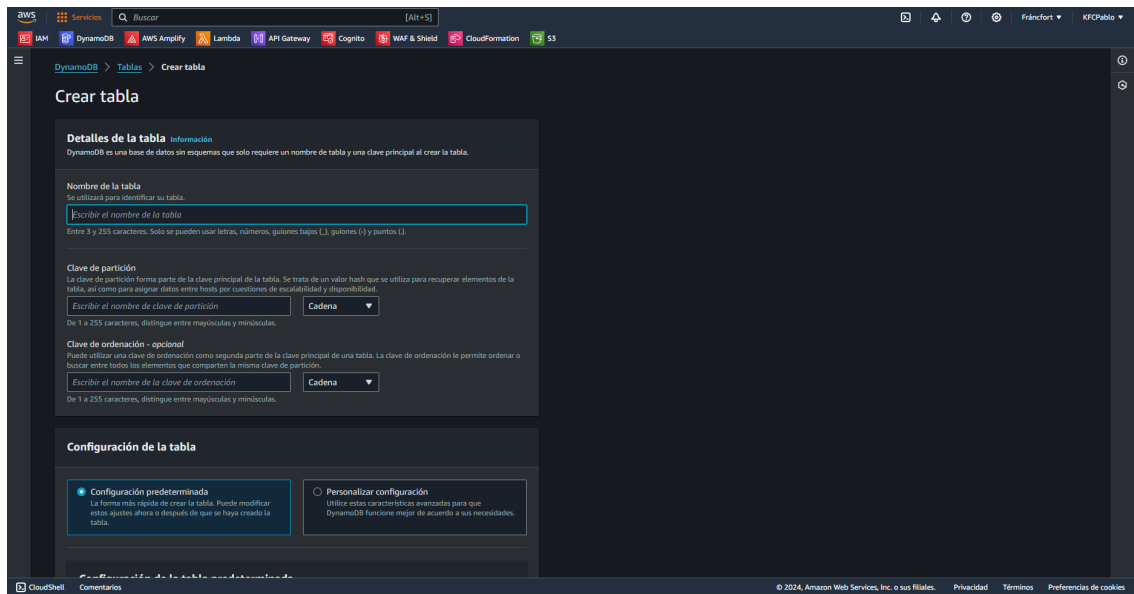 aws
Servicios
Buscar
[Alt+S]
Fráncfort
KFCPablo
IAM
DynamoDB
AWS Amplify
Lambda
API Gateway
Cognito
WAF & Shield
CloudFormation
S3
DynamoDB > Tablas > Crear tabla
Crear tabla
Detalles de la tabla Información
DynamoDB es una base de datos sin esquemas que solo requiere un nombre de tabla y una clave principal al crear la tabla.
Nombre de la tabla
Se utilizará para identificar su tabla.
Escribir el nombre de la tabla
Entre 3 y 255 caracteres. Solo se pueden usar letras, números, guiones bajos (_), guiones (-) y puntos (.).
Clave de partición
La clave de partición forma parte de la clave principal de la tabla. Se trata de un valor hash que se utiliza para recuperar elementos de la
tabla, así como para asignar datos entre hosts por cuestiones de escalabilidad y disponibilidad.
Escribir el nombre de clave de partición
Cadena
De 1 a 255 caracteres, distingue entre mayúsculas y minúsculas.
Clave de ordenación - opcional
Puede utilizar una clave de ordenación como segunda parte de la clave principal de una tabla. La clave de ordenación le permite ordenar o
buscar entre todos los elementos que comparten la misma clave de partición.
Escribir el nombre de la clave de ordenación
Cadena
De 1 a 255 caracteres, distingue entre mayúsculas y minúsculas.
Configuración de la tabla
Configuración predeterminada
La forma más rápida de crear la tabla. Puede modificar
estos ajustes ahora o después de que se haya creado la
tabla.
Personalizar configuración
Utilice estas características avanzadas para que
DynamoDB funcione mejor de acuerdo a sus necesidades.
Configuración de la tabla predeterminada
CloudShell
Comentarios
© 2024, Amazon Web Services, Inc. o sus filiales.
Privacidad
Términos
Preferencias de cookies